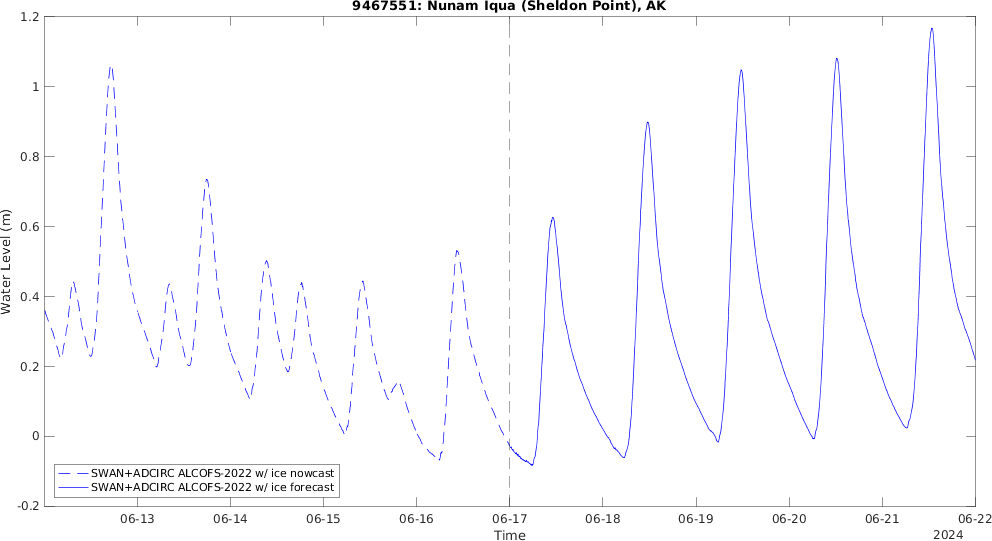 9467551: Nunam Iqua (Sheldon Point), AK
Water Level (m)
1.2
1
0.8
0.6
0.4
0.2
0
-0.2
SWAN+ADCIRC ALCOFS-2022 w/ ice nowcast
SWAN+ADCIRC ALCOFS-2022 w/ ice forecast
06-13 06-14 06-15 06-16 06-17 06-18 06-19 06-20 06-21 06-22
Time
2024